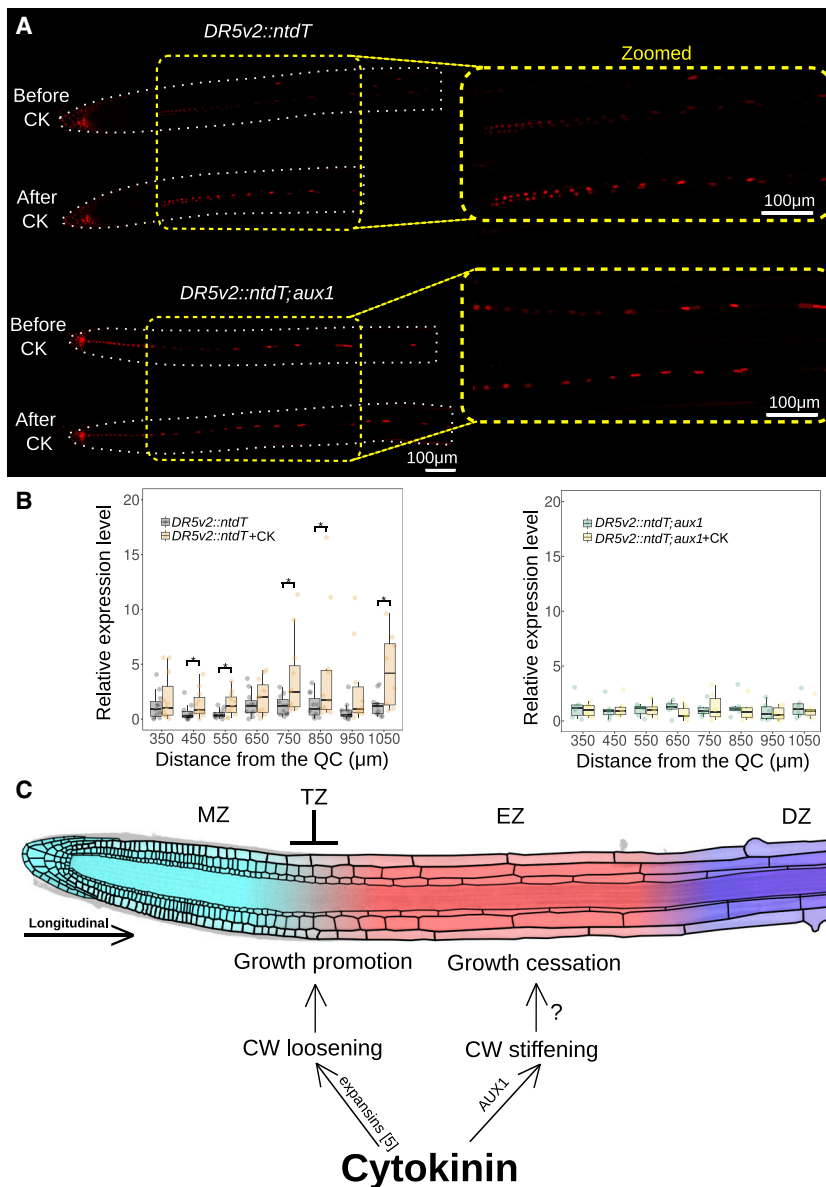 A
DR5v2::ntdT
Zoomed
Before
CK
After
CK
100µm
DR5v2::ntdT;aux1
Before
CK
After
CK
100µm
100µm
B
Relative expression level
20
15
10
5
0
DR5v2::ntdT
DR5v2::ntdT+CK
*
*
*
*
*
350 450 550 650 750 850 950 1050
Distance from the QC (µm)
Relative expression level
20
15
10
5
0
DR5v2::ntdT;aux1
DR5v2::ntdT;aux1+CK
350 450 550 650 750 850 950 1050
Distance from the QC (µm)
C
MZ
TZ
EZ
DZ
Longitudinal
Growth promotion
Growth cessation
?
CW loosening
CW stiffening
expansins [5]
AUX1
Cytokinin